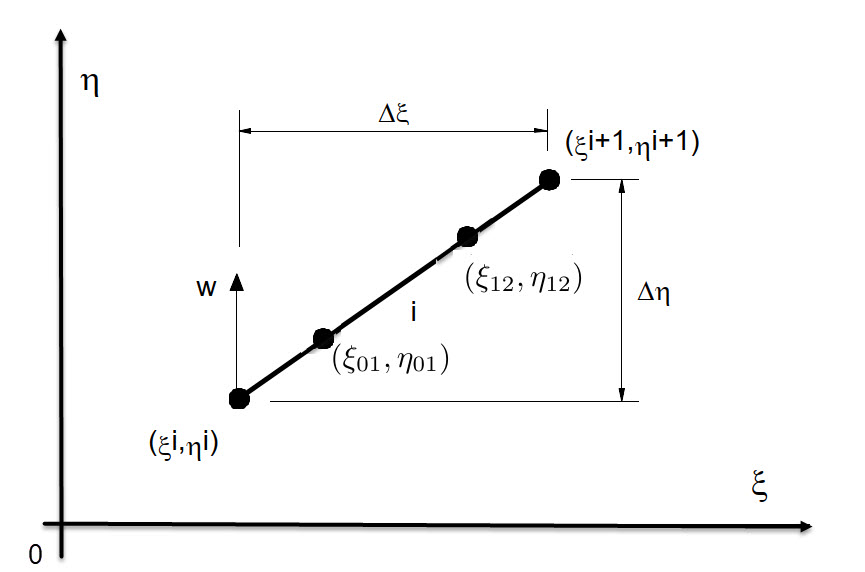 η
Δξ
(ξi+1,ηi+1)
w
(ξ₁₂, η₁₂)
Δη
i
(ξ₀₁, η₀₁)
(ξi,ηi)
ξ
0